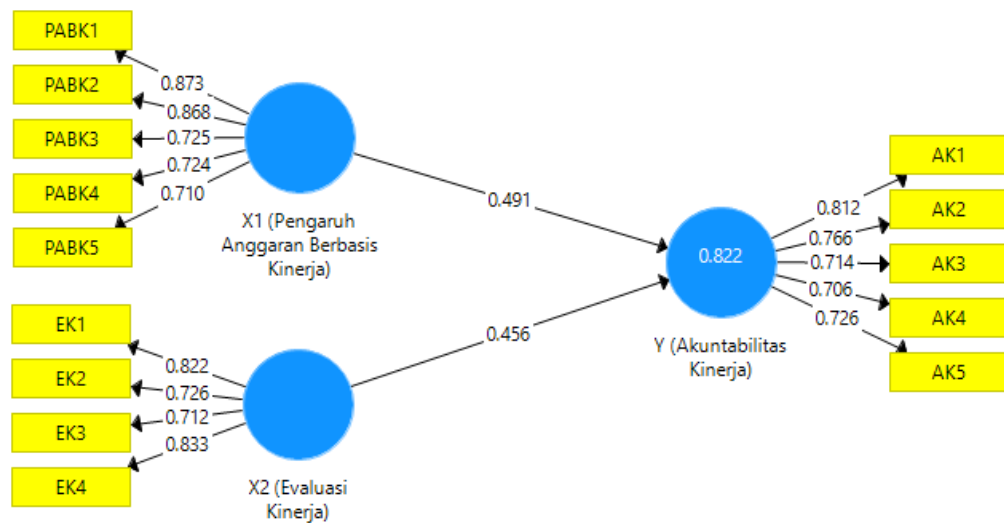 PABK1
PABK2
PABK3
PABK4
PABK5
0.873
0.868
0.725
0.724
0.710
X1 (Pengaruh
Anggaran Berbasis
Kinerja)
EK1
EK2
EK3
EK4
0.822
0.726
0.712
0.833
X2 (Evaluasi
Kinerja)
0.491
0.456
0.822
Y (Akuntabilitas
Kinerja)
0.812
0.766
0.714
0.706
0.726
AK1
AK2
AK3
AK4
AK5